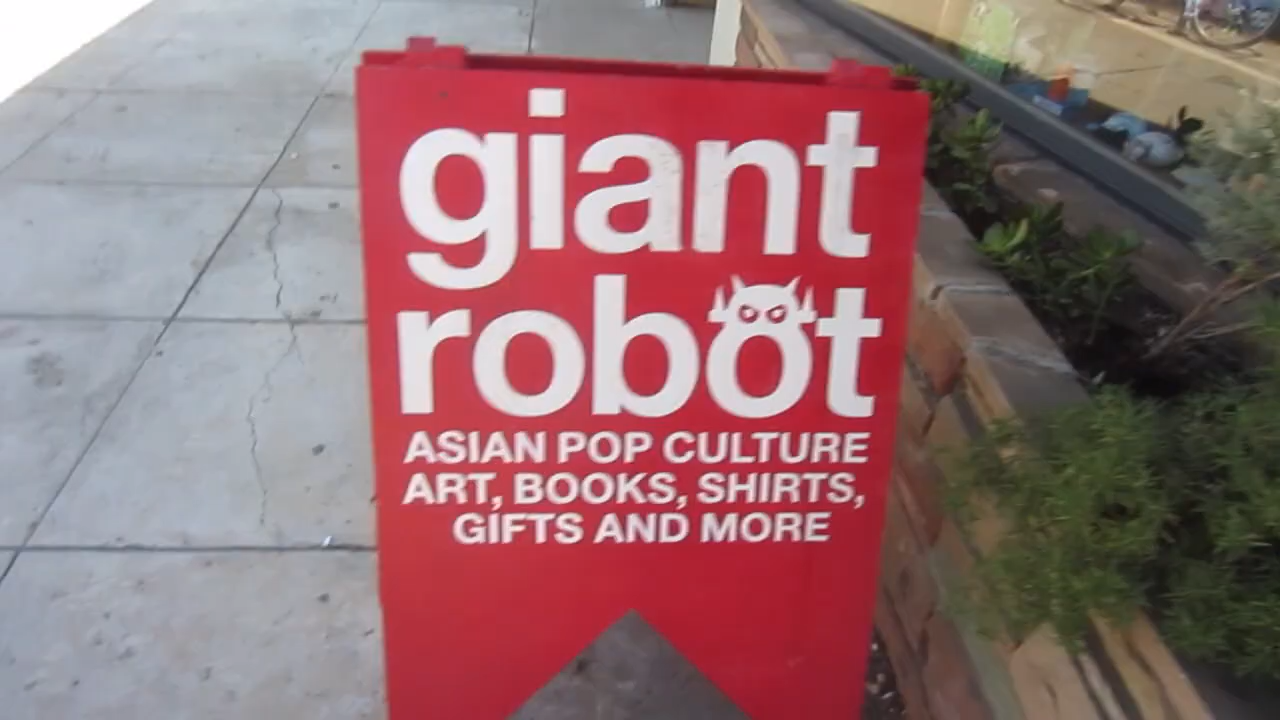 giant
robot
ASIAN POP CULTURE
ART, BOOKS, SHIRTS,
GIFTS AND MORE